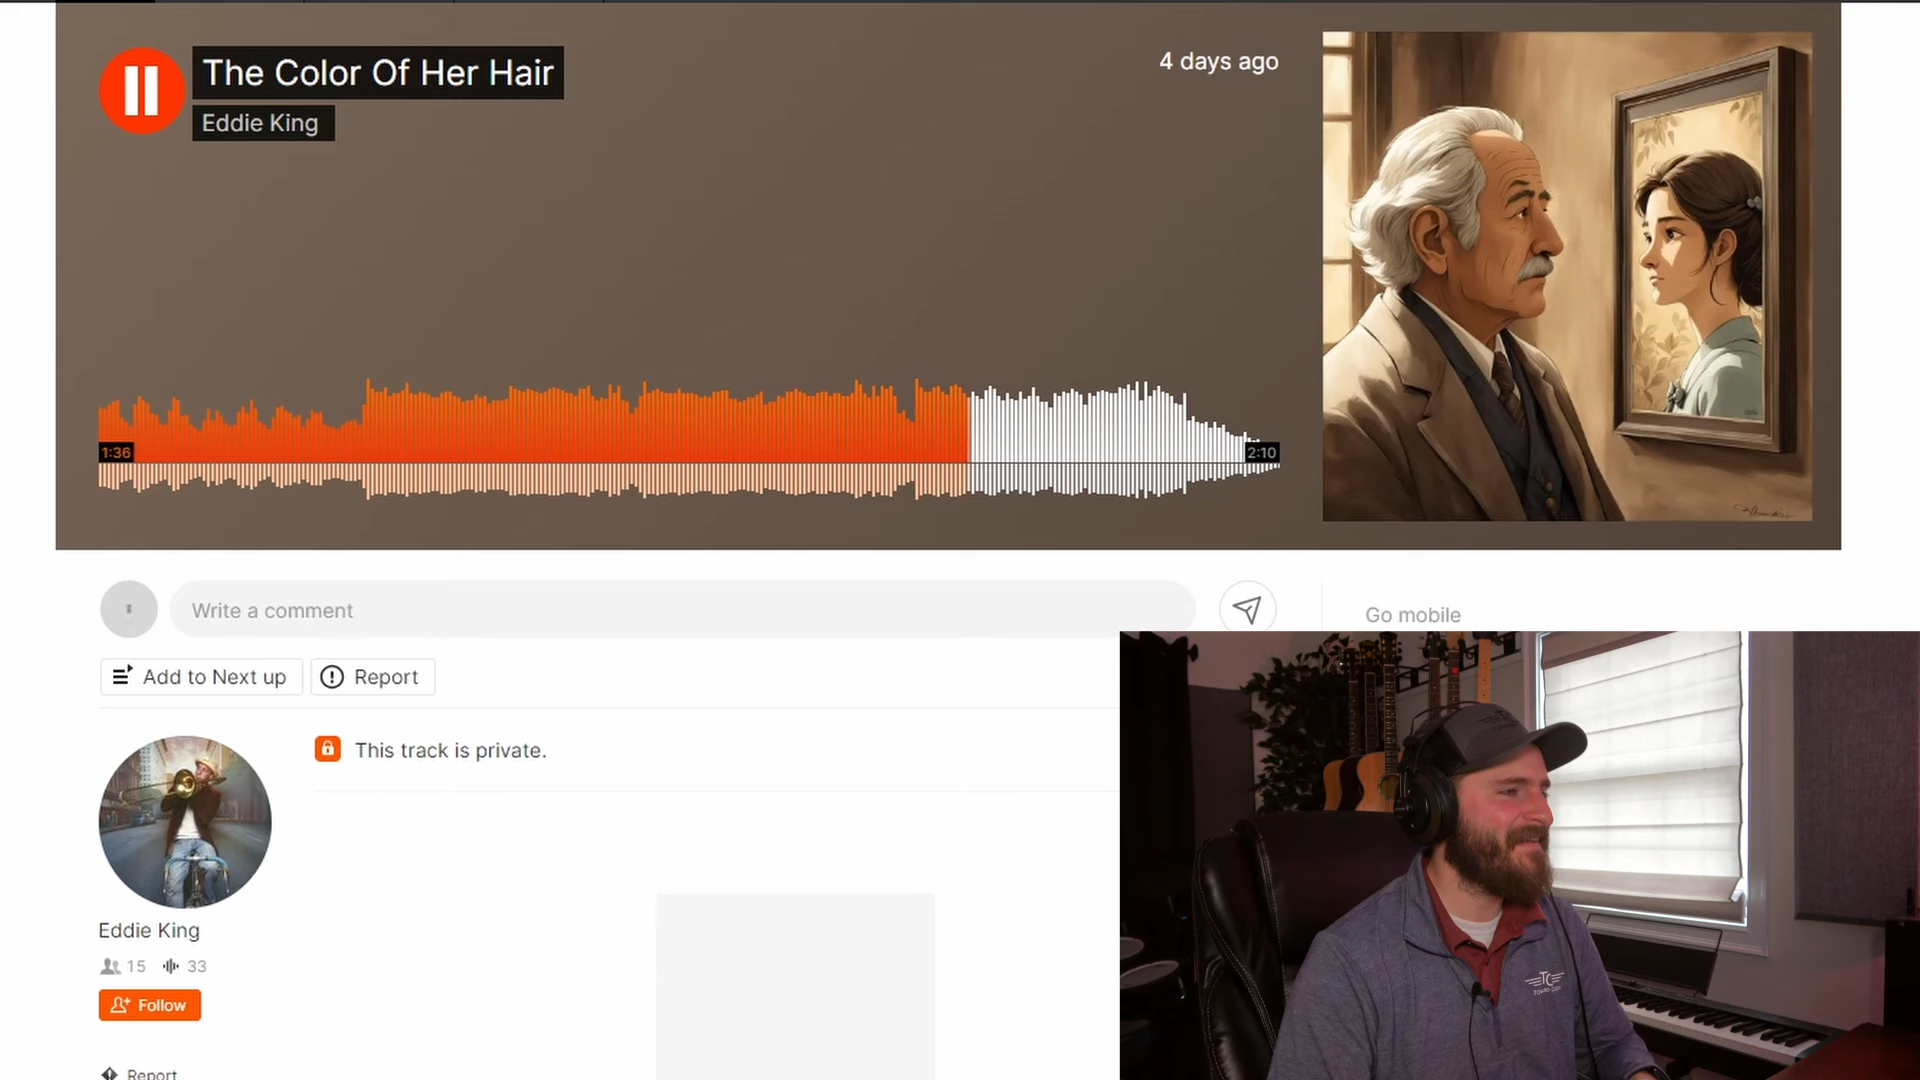 The Color Of Her Hair
4 days ago
Eddie King
1:36
2:10
Write a comment
Go mobile
Add to Next up
Report
This track is private.
Eddie King
15
33
Follow
Report
TC